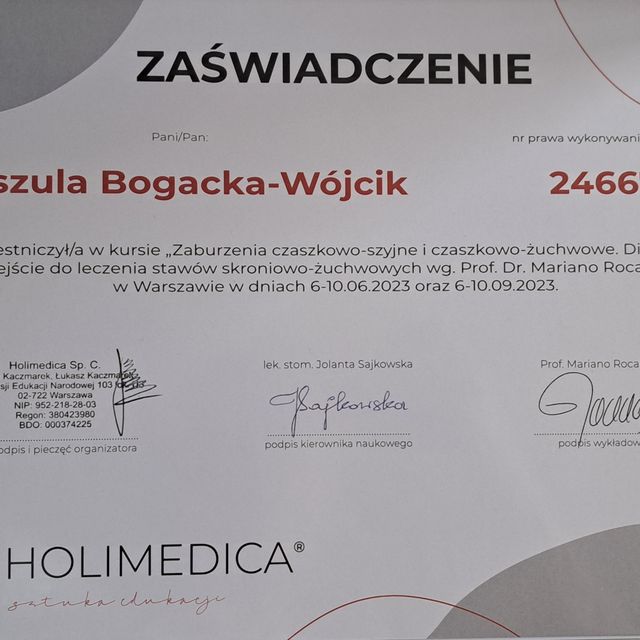 ZAŚWIADCZENIE
Pani/Pan:
nr prawa wykonywani
szula Bogacka-Wójcik
2466
estniczył/a w kursie „Zaburzenia czaszkowo-szyjne i czaszkowo-żuchwowe. Di
ejście do leczenia stawów skroniowo-żuchwowych wg. Prof. Dr. Mariano Roca
w Warszawie w dniach 6-10.06.2023 oraz 6-10.09.2023.
Holimedica Sp. C.
Kaczmarek, Łukasz Kaczmarek
sji Edukacji Narodowej 103
02-722 Warszawa
NIP: 952-218-28-03
Regon: 380423980
BDO: 000374225
odpis i pieczęć organizatora
lek. stom. Jolanta Sajkowska
JSajkowska
podpis kierownika naukowego
Prof. Mariano Roca
podpis wykładow
HOLIMEDICA®
sztuka edukacji